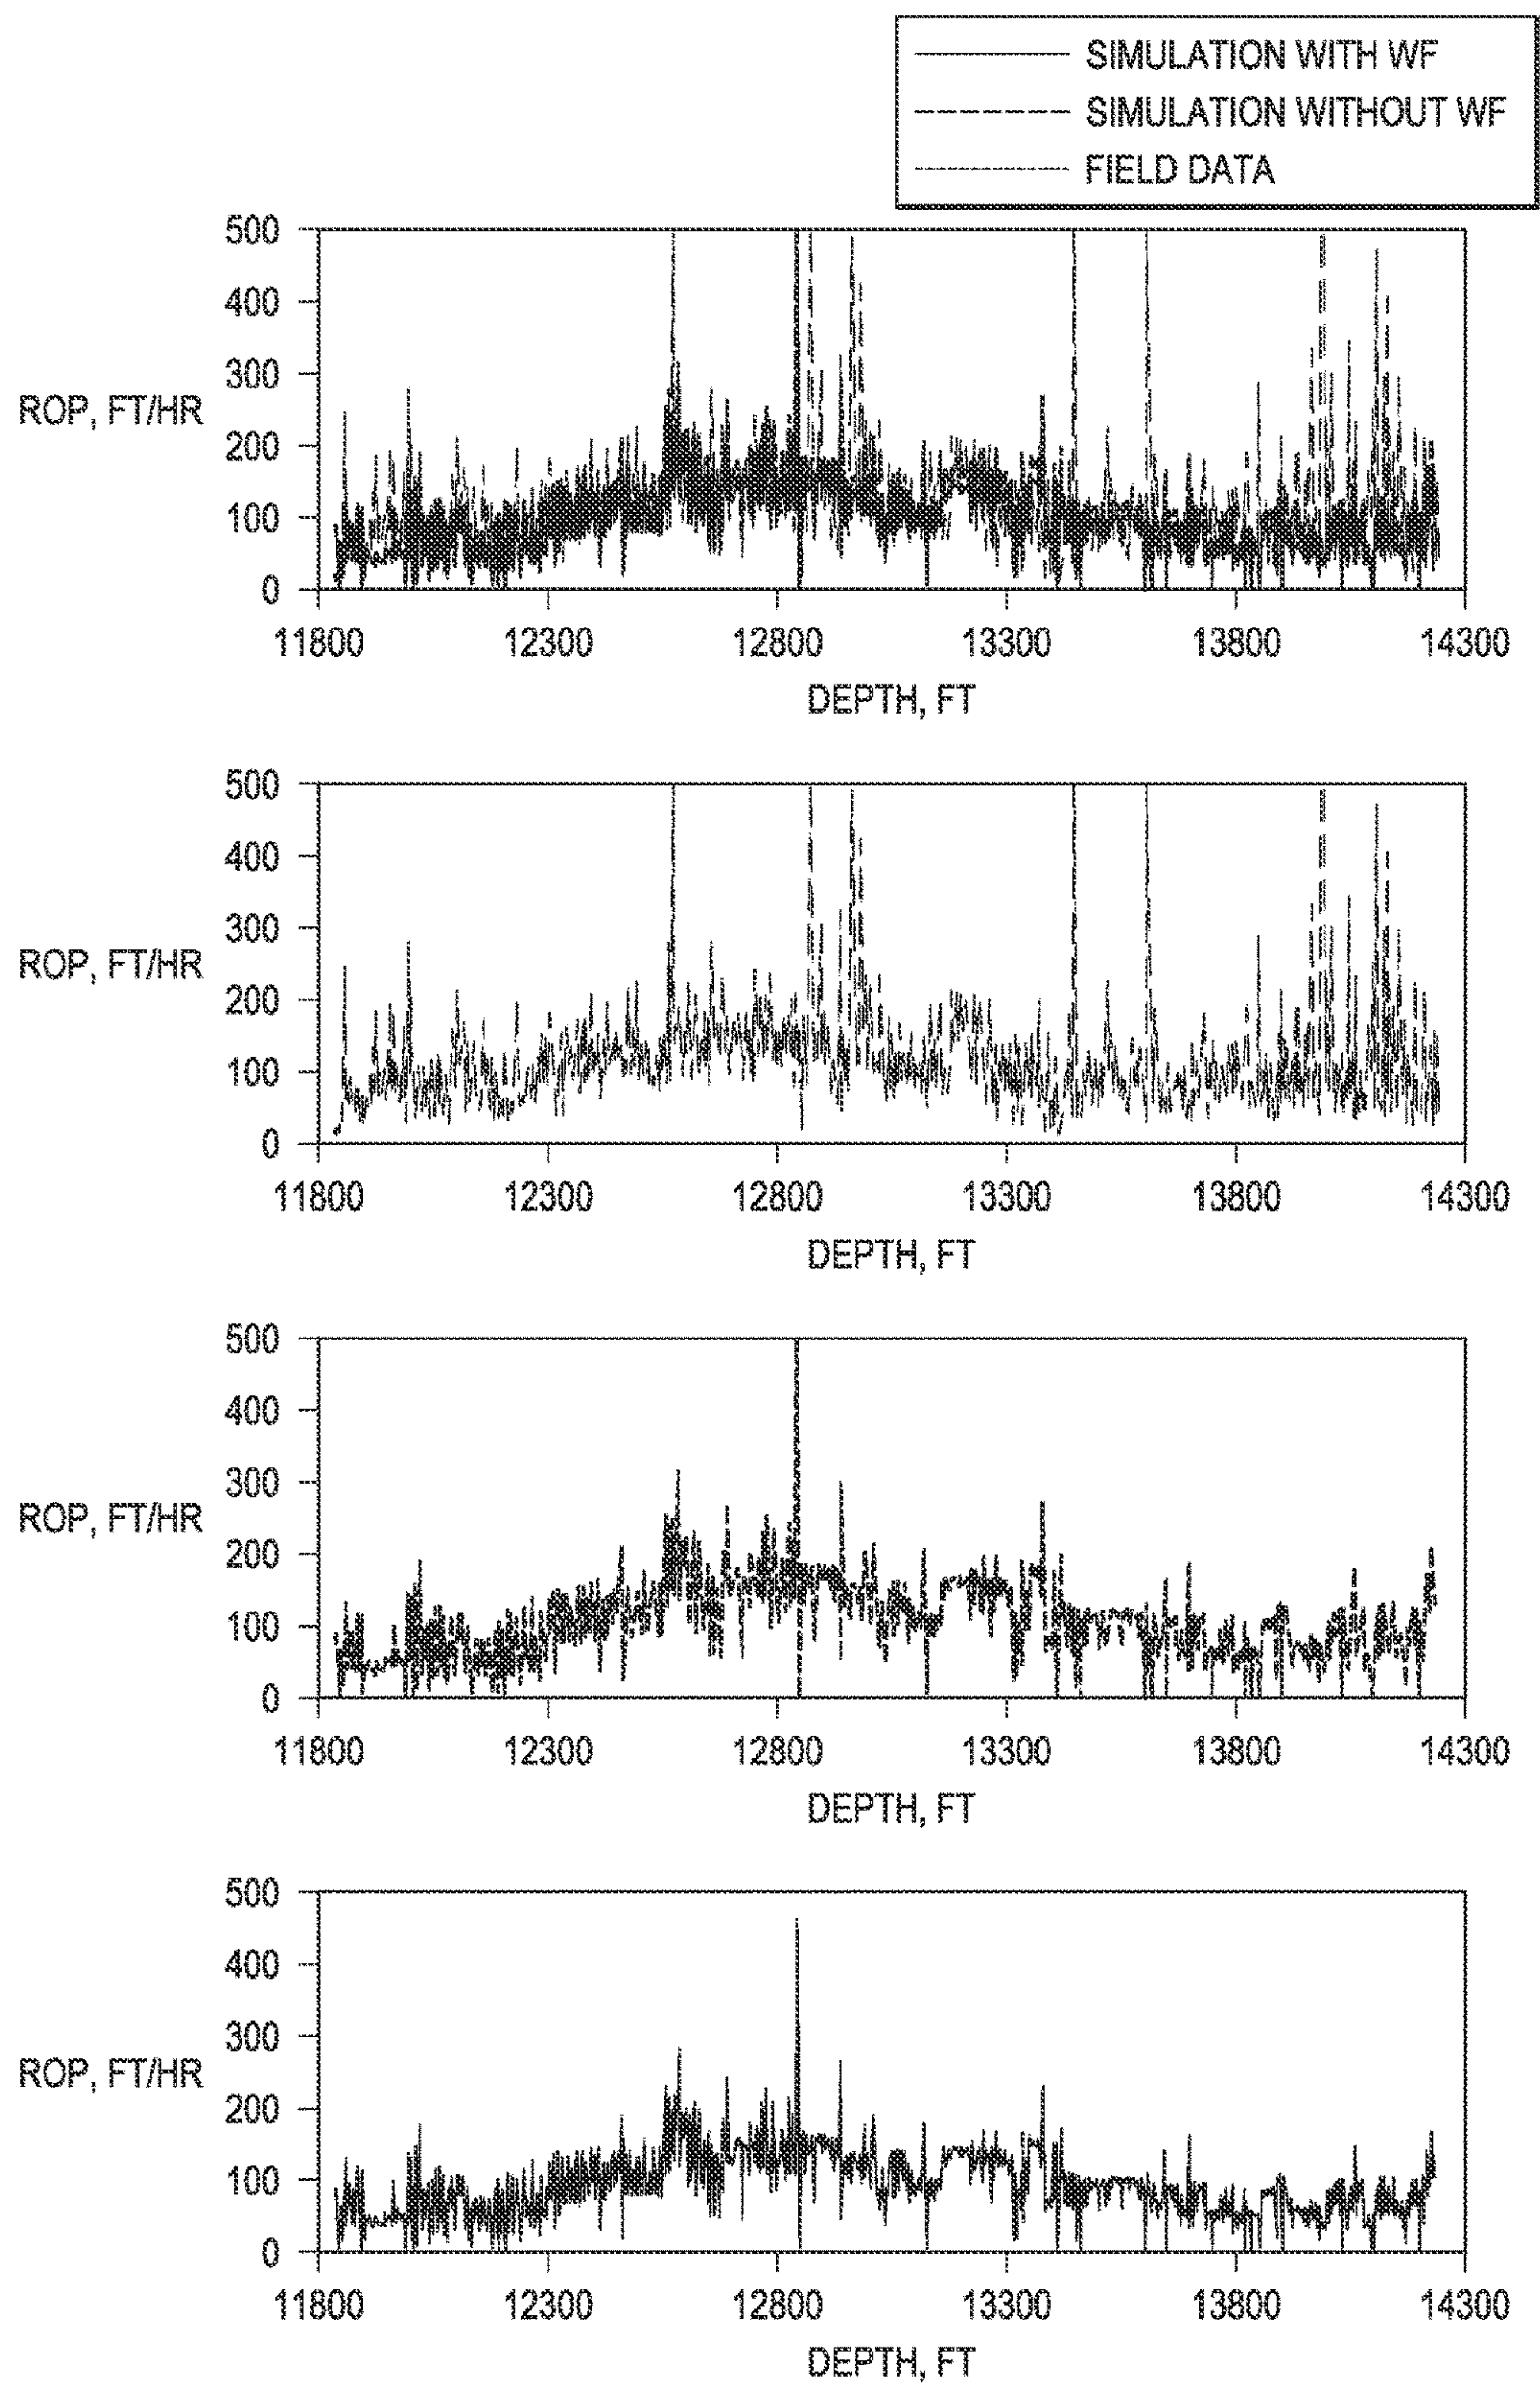 SIMULATION WITH WF
SIMULATION WITHOUT WF
FIELD DATA
500
400
300
200
100
0
ROP, FT/HR
11800 12300 12800 13300 13800 14300
DEPTH, FT
500
400
300
200
100
0
ROP, FT/HR
11800 12300 12800 13300 13800 14300
DEPTH, FT
500
400
300
200
100
0
ROP, FT/HR
11800 12300 12800 13300 13800 14300
DEPTH, FT
500
400
300
200
100
0
ROP, FT/HR
11800 12300 12800 13300 13800 14300
DEPTH, FT